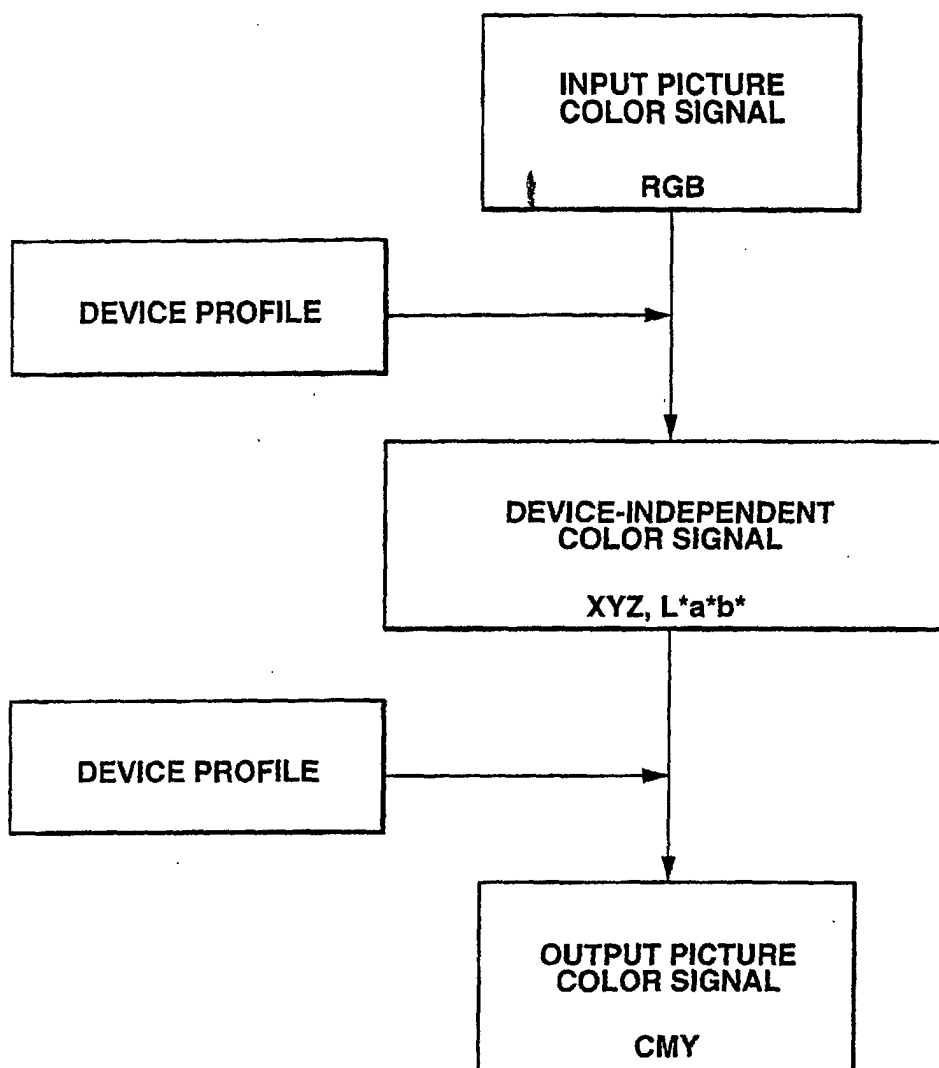 INPUT PICTURE
COLOR SIGNAL
RGB
DEVICE PROFILE
DEVICE-INDEPENDENT
COLOR SIGNAL
XYZ, L*a*b*
DEVICE PROFILE
OUTPUT PICTURE
COLOR SIGNAL
CMY